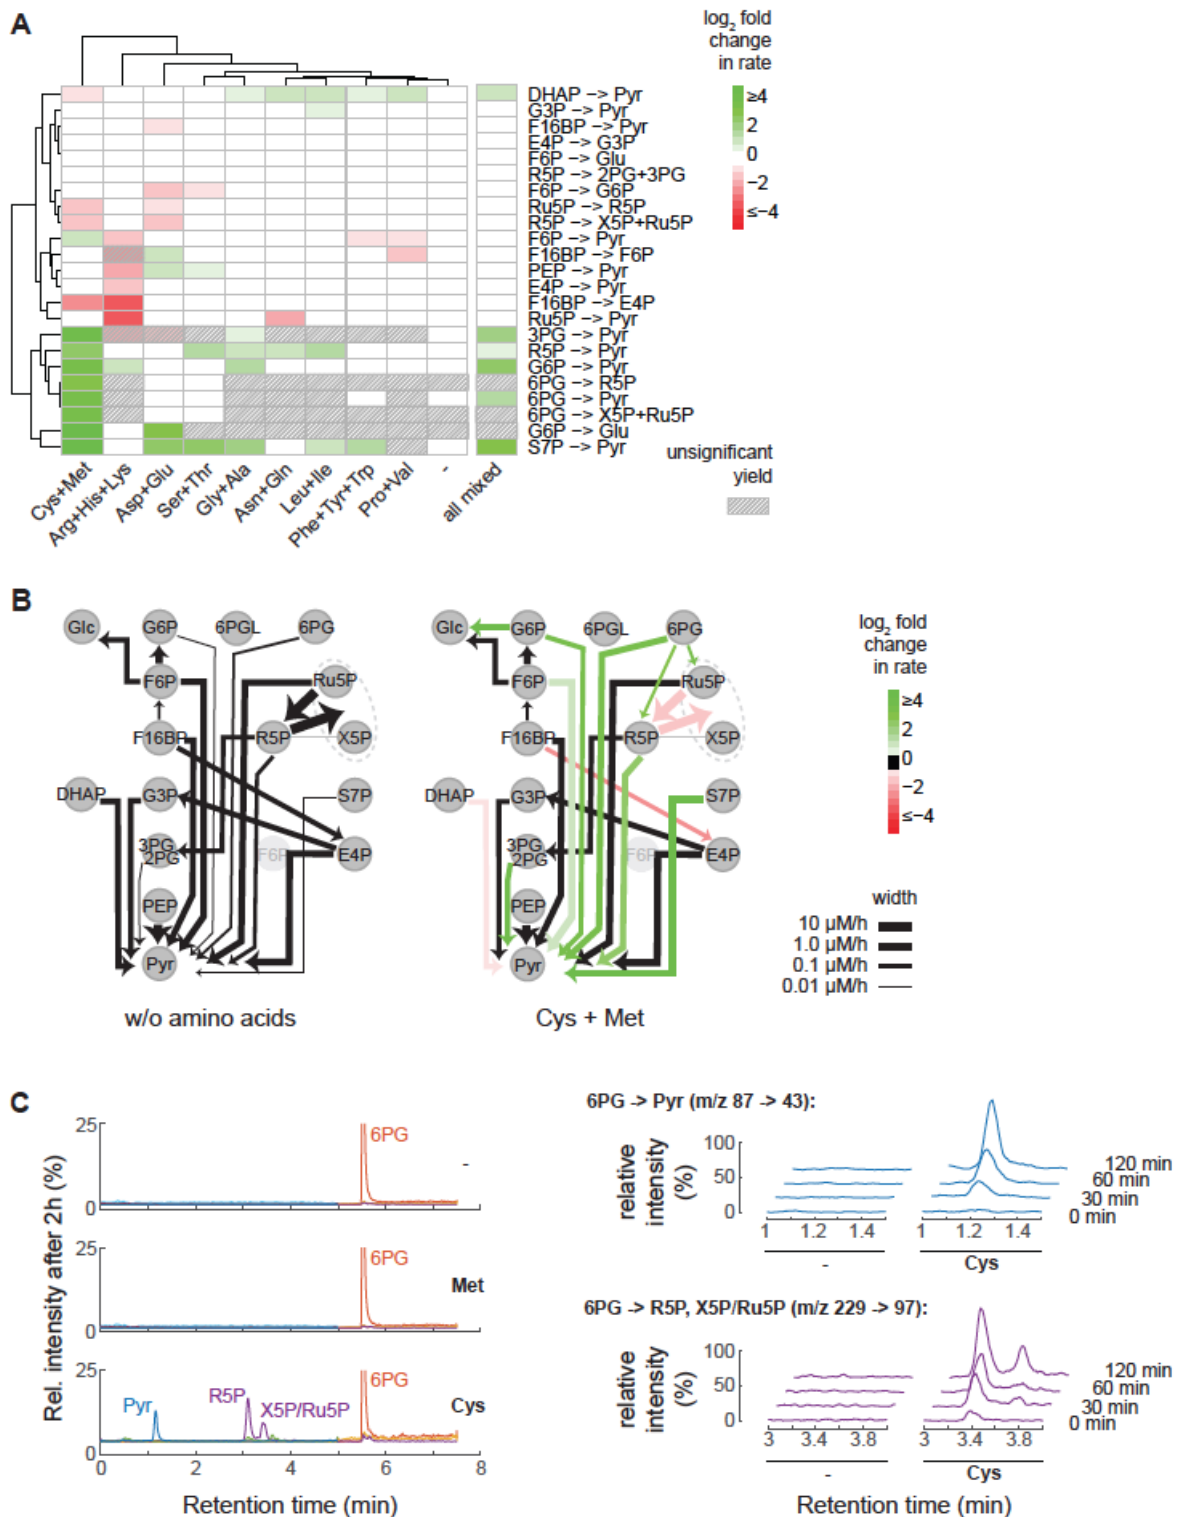 A
log2 fold
change
in rate
≥4
2
0
−2
≤−4
DHAP −> Pyr
G3P −> Pyr
F16BP −> Pyr
E4P −> G3P
F6P −> Glu
R5P −> 2PG+3PG
F6P −> G6P
Ru5P −> R5P
R5P −> X5P+Ru5P
F6P −> Pyr
F16BP −> F6P
PEP −> Pyr
E4P −> Pyr
F16BP −> E4P
Ru5P −> Pyr
3PG −> Pyr
R5P −> Pyr
G6P −> Pyr
6PG −> R5P
6PG −> Pyr
6PG −> X5P+Ru5P
G6P −> Glu
S7P −> Pyr
unsignificant
yield
Cys+Met
Arg+His+Lys
Asp+Glu
Ser+Thr
Gly+Ala
Asn+Gln
Leu+Ile
Phe+Tyr+Trp
Pro+Val
-
all mixed
B
Glc G6P 6PGL 6PG
F6P Ru5P
F16BP R5P X5P
DHAP G3P S7P
3PG
2PG F6P E4P
PEP
Pyr
w/o amino acids
Glc G6P 6PGL 6PG
F6P Ru5P
F16BP R5P X5P
DHAP G3P S7P
3PG
2PG F6P E4P
PEP
Pyr
Cys + Met
log2 fold
change
in rate
≥4
2
0
−2
≤−4
width
10 µM/h
1.0 µM/h
0.1 µM/h
0.01 µM/h
C
Rel. intensity after 2h (%)
25
6PG
-
0
25
6PG
Met
0
25
6PG
Pyr R5P X5P/Ru5P Cys
0
0 2 4 6 8
Retention time (min)
6PG -> Pyr (m/z 87 -> 43):
relative
intensity
(%)
100
50
0
120 min
60 min
30 min
0 min
1 1.2 1.4 1 1.2 1.4
- Cys
6PG -> R5P, X5P/Ru5P (m/z 229 -> 97):
relative
intensity
(%)
100
50
0
120 min
60 min
30 min
0 min
3 3.4 3.8 3 3.4 3.8
- Cys
Retention time (min)